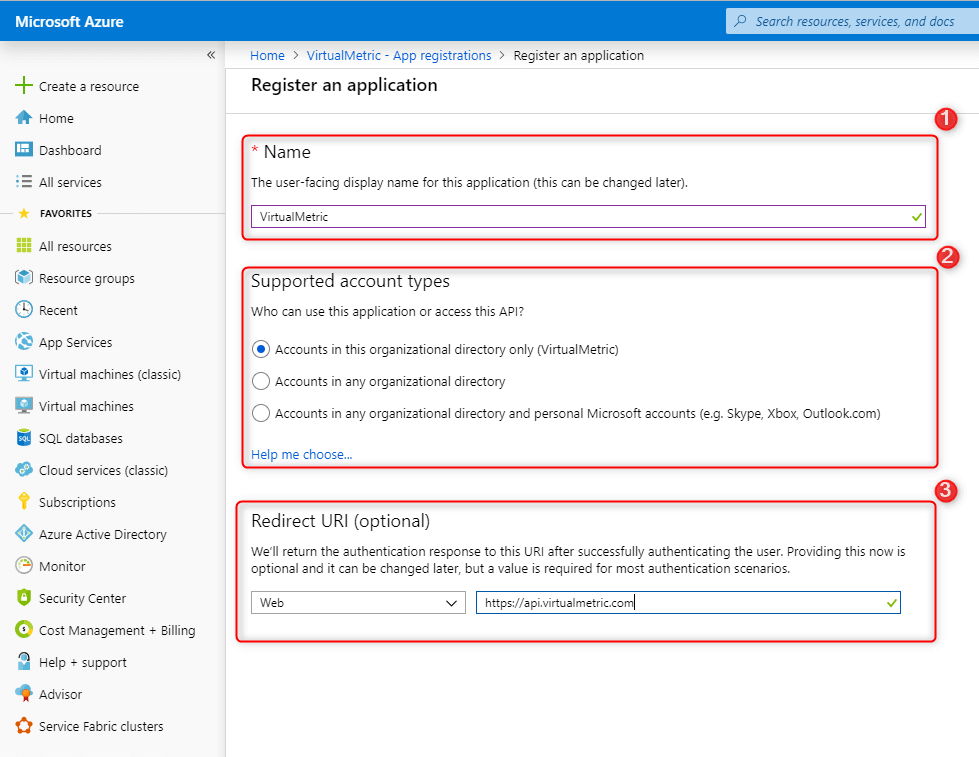 Microsoft Azure
Search resources, services, and docs
«
Home > VirtualMetric - App registrations > Register an application
Register an application
Create a resource
Home
Dashboard
All services
FAVORITES
All resources
Resource groups
Recent
App Services
Virtual machines (classic)
Virtual machines
SQL databases
Cloud services (classic)
Subscriptions
Azure Active Directory
Monitor
Security Center
Cost Management + Billing
Help + support
Advisor
Service Fabric clusters
1
* Name
The user-facing display name for this application (this can be changed later).
VirtualMetric
2
Supported account types
Who can use this application or access this API?
Accounts in this organizational directory only (VirtualMetric)
Accounts in any organizational directory
Accounts in any organizational directory and personal Microsoft accounts (e.g. Skype, Xbox, Outlook.com)
Help me choose...
3
Redirect URI (optional)
We'll return the authentication response to this URI after successfully authenticating the user. Providing this now is
optional and it can be changed later, but a value is required for most authentication scenarios.
Web
https://api.virtualmetric.com